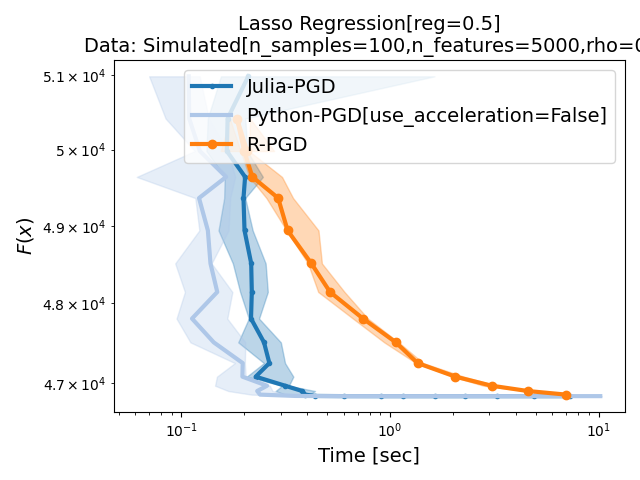 Lasso Regression[reg=0.5]
Data: Simulated[n_samples=100,n_features=5000,rho=0
5.1 × 10⁴
5 × 10⁴
4.9 × 10⁴
4.8 × 10⁴
4.7 × 10⁴
F(x)
Julia-PGD
Python-PGD[use_acceleration=False]
R-PGD
10⁻¹
10⁰
10¹
Time [sec]